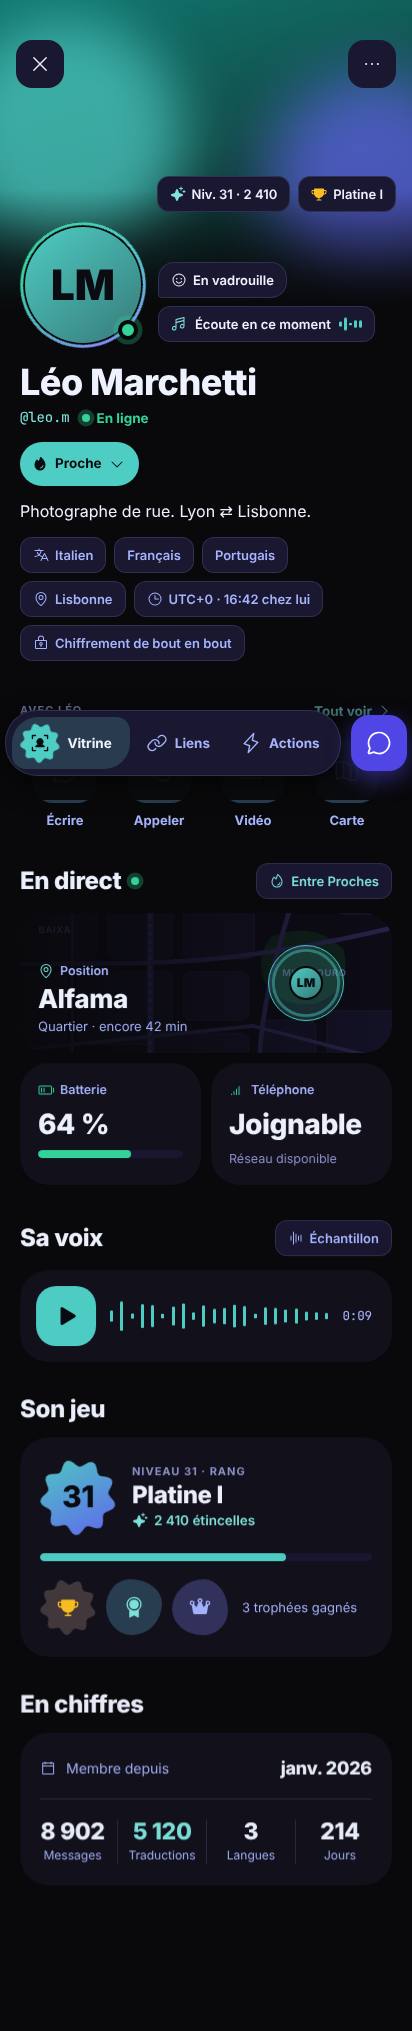 Niv. 31 · 2 410
Platine I
LM
En vadrouille
Écoute en ce moment
Léo Marchetti
@leo.m En ligne
Proche
Photographe de rue. Lyon ⇄ Lisbonne.
Italien
Français
Portugais
Lisbonne
UTC+0 · 16:42 chez lui
Chiffrement de bout en bout
AVEC LÉO
Tout voir
Vitrine
Liens
Actions
Écrire
Appeler
Vidéo
Carte
En direct
Entre Proches
BAIXA
Position
Alfama
Quartier · encore 42 min
LM
Batterie
64 %
Téléphone
Joignable
Réseau disponible
Sa voix
Échantillon
0:09
Son jeu
31
NIVEAU 31 · RANG
Platine I
2 410 étincelles
3 trophées gagnés
En chiffres
Membre depuis
janv. 2026
8 902
Messages
5 120
Traductions
3
Langues
214
Jours